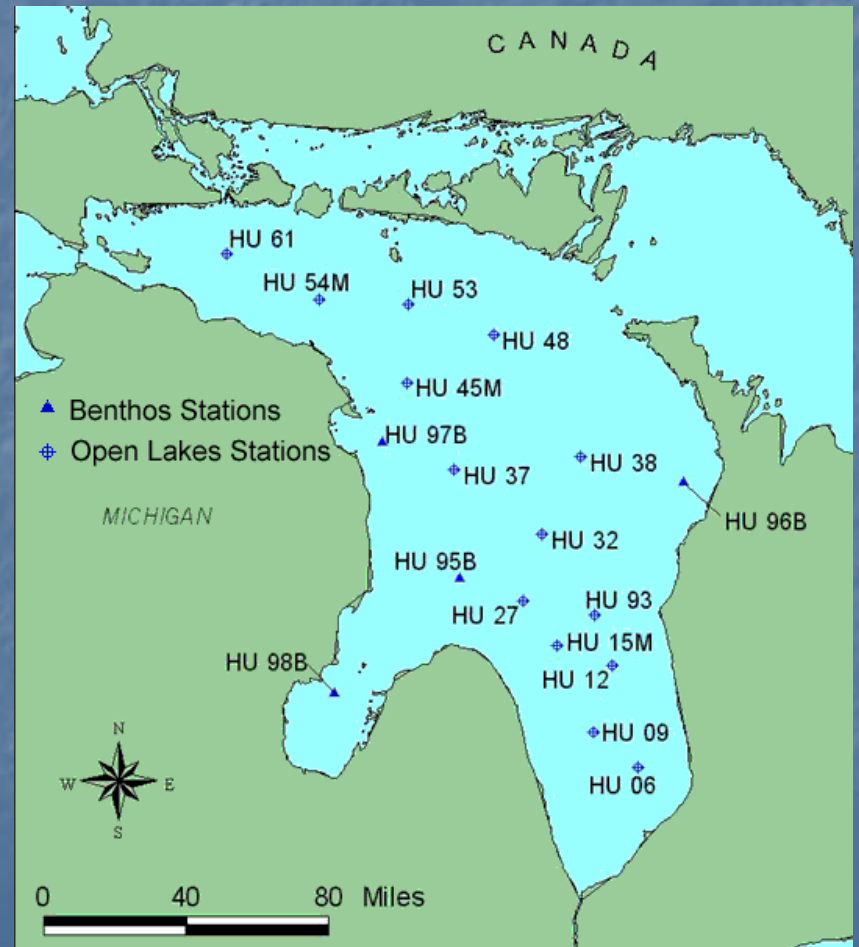 CANADA
HU 61
HU 54M
HU 53
HU 48
HU 45M
Benthos Stations
HU 97B
Open Lakes Stations
HU 37
HU 38
MICHIGAN
HU 96B
HU 32
HU 95B
HU 27
HU 93
HU 15M
HU 98B
HU 12
HU 09
HU 06
N
W E
S
0 40 80 Miles